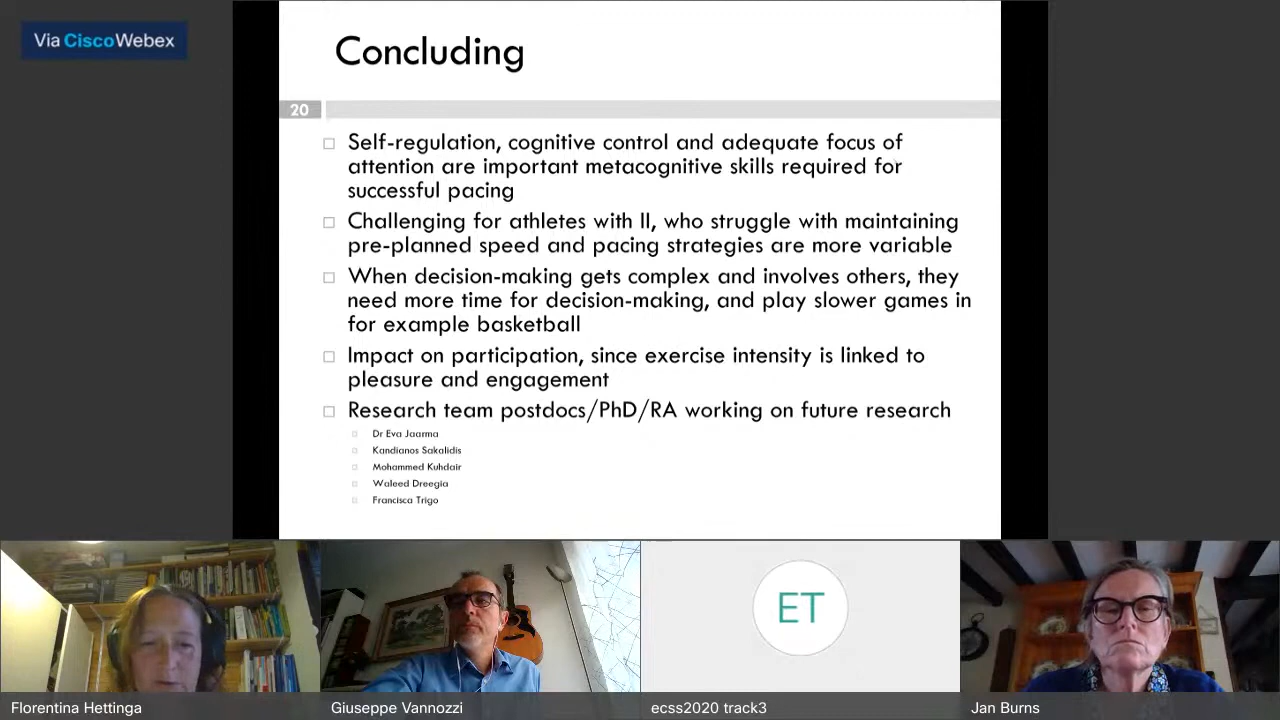 Via Cisco Webex
Concluding
20
Self-regulation, cognitive control and adequate focus of
attention are important metacognitive skills required for
successful pacing
Challenging for athletes with II, who struggle with maintaining
pre-planned speed and pacing strategies are more variable
When decision-making gets complex and involves others, they
need more time for decision-making, and play slower games in
for example basketball
Impact on participation, since exercise intensity is linked to
pleasure and engagement
Research team postdocs/PhD/RA working on future research
Dr Eva Jaarma
Kandianos Sakalidis
Mohammed Kuhdair
Waleed Dreegia
Francisca Trigo
ET
Florentina Hettinga
Giuseppe Vannozzi
ecss2020 track3
Jan Burns